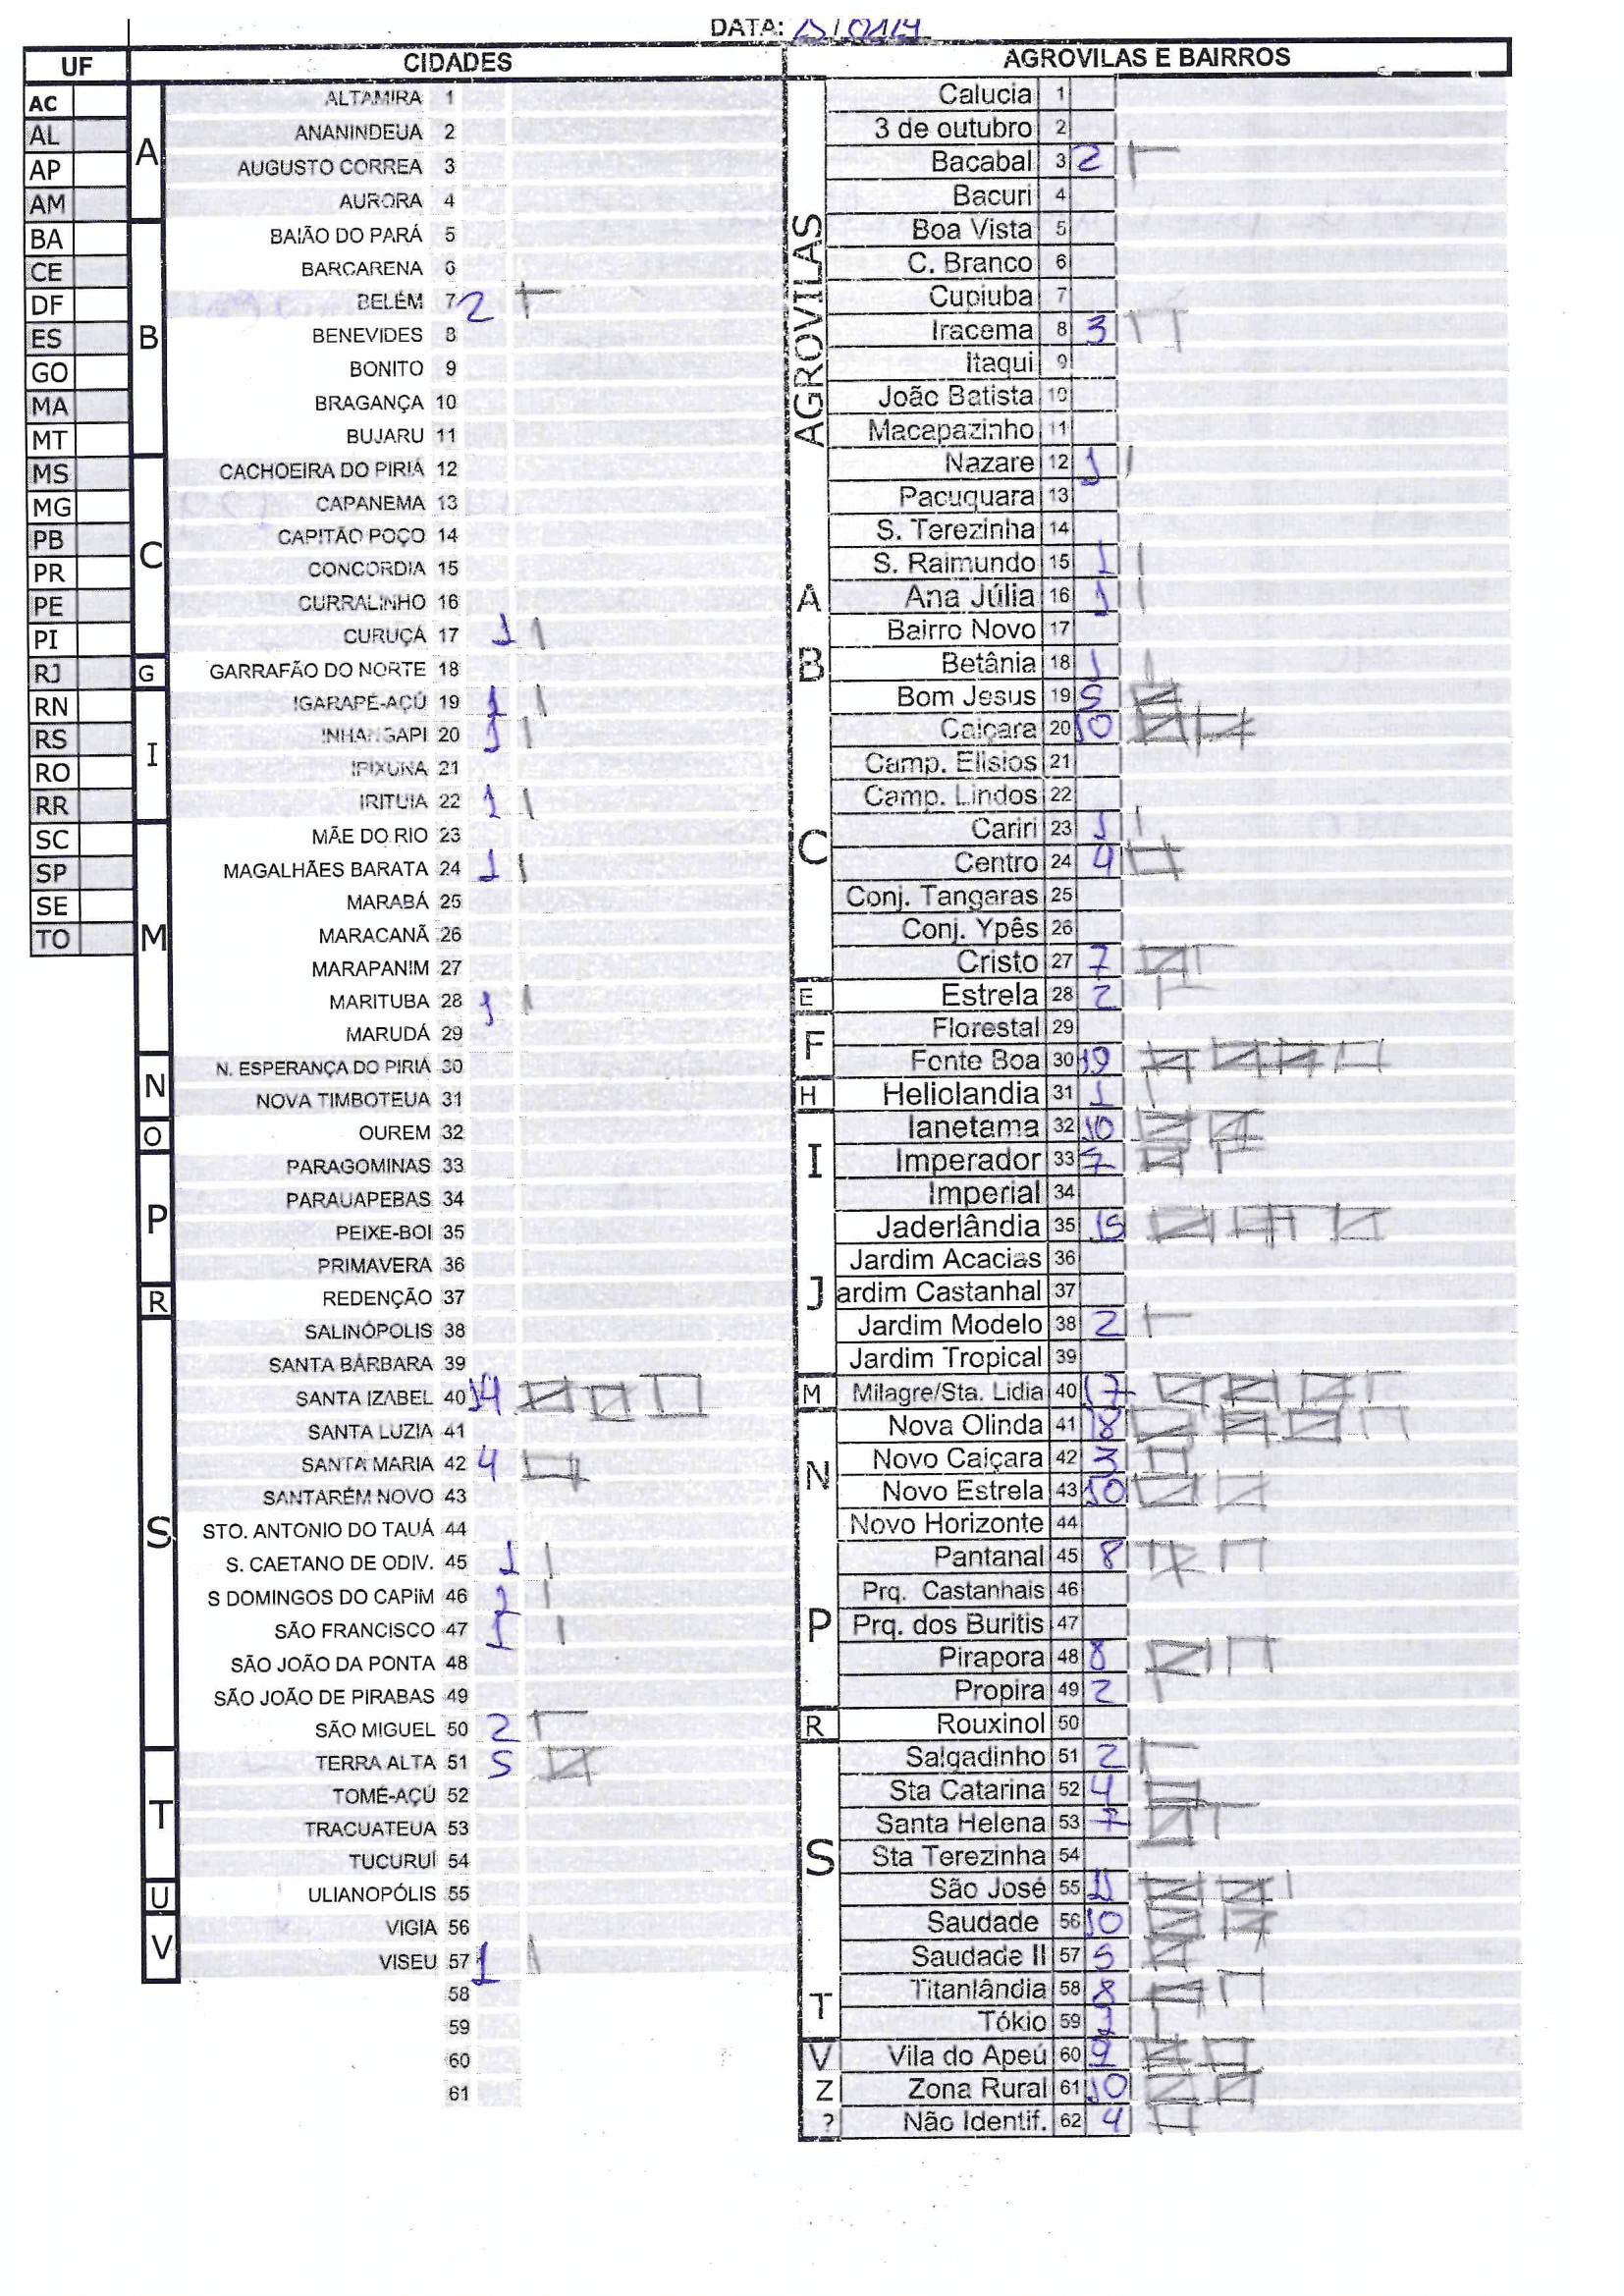 DATA:
UF CIDADES AGROVILAS E BAIRROS
AC
AL
AP
AM
BA
CE
DF
ES
GO
MA
MT
MS
MG
PB
PR
PE
PI
RJ
RN
RS
RO
RR
SC
SP
SE
TO
A
ALTAMIRA 1
ANANINDEUA 2
AUGUSTO CORREA 3
AURORA 4
B
BAIÃO DO PARÁ 5
BARCARENA 6
BELÉM 7 2
BENEVIDES 8
BONITO 9
BRAGANÇA 10
BUJARU 11
C
CACHOEIRA DO PIRIÁ 12
CAPANEMA 13
CAPITÃO POÇO 14
CONCORDIA 15
CURRALINHO 16
CURUÇÁ 17 1
G
GARRAFÃO DO NORTE 18
I
IGARAPÉ-AÇÚ 19 1
INHANGAPI 20 1
IPIXUNA 21
IRITUIA 22 1
M
MÃE DO RIO 23
MAGALHÃES BARATA 24 1
MARABÁ 25
MARACANÃ 26
MARAPANIM 27
MARITUBA 28 1
MARUDÁ 29
N
N. ESPERANÇA DO PIRIÁ 30
NOVA TIMBOTEUA 31
O
OUREM 32
P
PARAGOMINAS 33
PARAUAPEBAS 34
PEIXE-BOI 35
PRIMAVERA 36
R
REDENÇÃO 37
S
SALINÓPOLIS 38
SANTA BÁRBARA 39
SANTA IZABEL 40 14
SANTA LUZIA 41
SANTA MARIA 42 4
SANTARÉM NOVO 43
STO. ANTONIO DO TAUÁ 44
S. CAETANO DE ODIV. 45 1
S DOMINGOS DO CAPIM 46 1
SÃO FRANCISCO 47 1
SÃO JOÃO DA PONTA 48
SÃO JOÃO DE PIRABAS 49
SÃO MIGUEL 50 2
T
TERRA ALTA 51 5
TOMÉ-AÇÚ 52
TRACUATEUA 53
TUCURUÍ 54
U
ULIANOPÓLIS 55
V
VIGIA 56
VISEU 57 1
58
59
60
61
AGROVILAS
Calucia 1
3 de outubro 2
Bacabal 3 2
Bacuri 4
Boa Vista 5
C. Branco 6
Cupiuba 7
Iracema 8 3
Itaqui 9
João Batista 10
Macapazinho 11
Nazare 12 1
Pacuquara 13
S. Terezinha 14
S. Raimundo 15 1
A
Ana Júlia 16 1
Bairro Novo 17
B
Betânia 18 1
Bom Jesus 19 5
Caiçara 20 10
Camp. Elisios 21
Camp. Lindos 22
Cariri 23 1
C
Centro 24 4
Conj. Tangaras 25
Conj. Ypês 26
Cristo 27 7
E
Estrela 28 2
F
Florestal 29
Fonte Boa 30 19
H
Heliolandia 31 1
I
Ianetama 32 10
Imperador 33 7
Imperial 34
Jaderlândia 35 15
Jardim Acacias 36
J
ardim Castanhal 37
Jardim Modelo 38 2
Jardim Tropical 39
M
Milagre/Sta. Lidia 40 17
N
Nova Olinda 41 18
Novo Caiçara 42 3
Novo Estrela 43 10
Novo Horizonte 44
Pantanal 45 8
Prq. Castanhais 46
P
Prq. dos Buritis 47
Pirapora 48 8
Propira 49 2
R
Rouxinol 50
Salgadinho 51 2
Sta Catarina 52 4
Santa Helena 53 7
S
Sta Terezinha 54
São José 55 11
Saudade 56 10
Saudade II 57 5
Titanlândia 58 8
T
Tókio 59 1
V
Vila do Apeú 60 9
Z
Zona Rural 61 10
?
Não Identif. 62 4